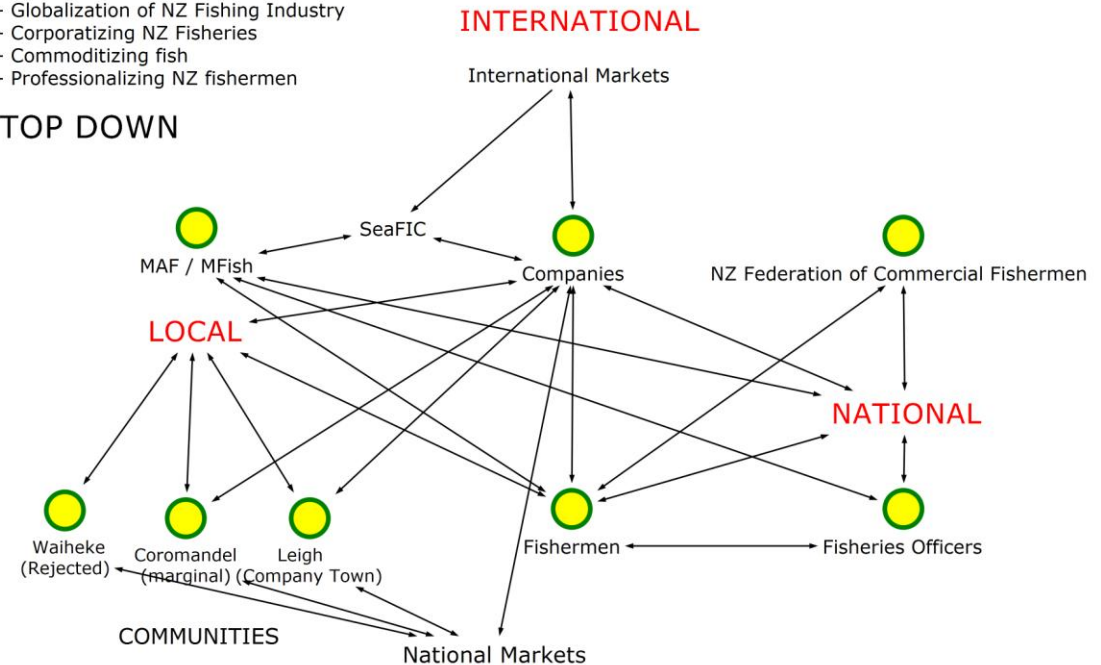 - Globalization of NZ Fishing Industry
- Corporatizing NZ Fisheries
- Commoditizing fish
- Professionalizing NZ fishermen
INTERNATIONAL
International Markets
TOP DOWN
SeaFIC
MAF / MFish
Companies
NZ Federation of Commercial Fishermen
LOCAL
NATIONAL
Waiheke
(Rejected)
Coromandel
(marginal)
Leigh
(Company Town)
Fishermen
Fisheries Officers
COMMUNITIES
National Markets